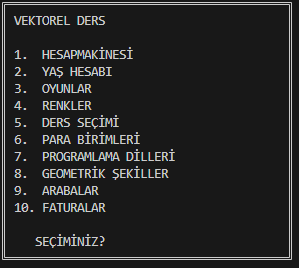 VEKTOREL DERS
1. HESAPMAKİNESİ
2. YAŞ HESABI
3. OYUNLAR
4. RENKLER
5. DERS SEÇİMİ
6. PARA BİRİMLERİ
7. PROGRAMLAMA DİLLERİ
8. GEOMETRİK ŞEKİLLER
9. ARABALAR
10. FATURALAR
SEÇİMİNİZ?